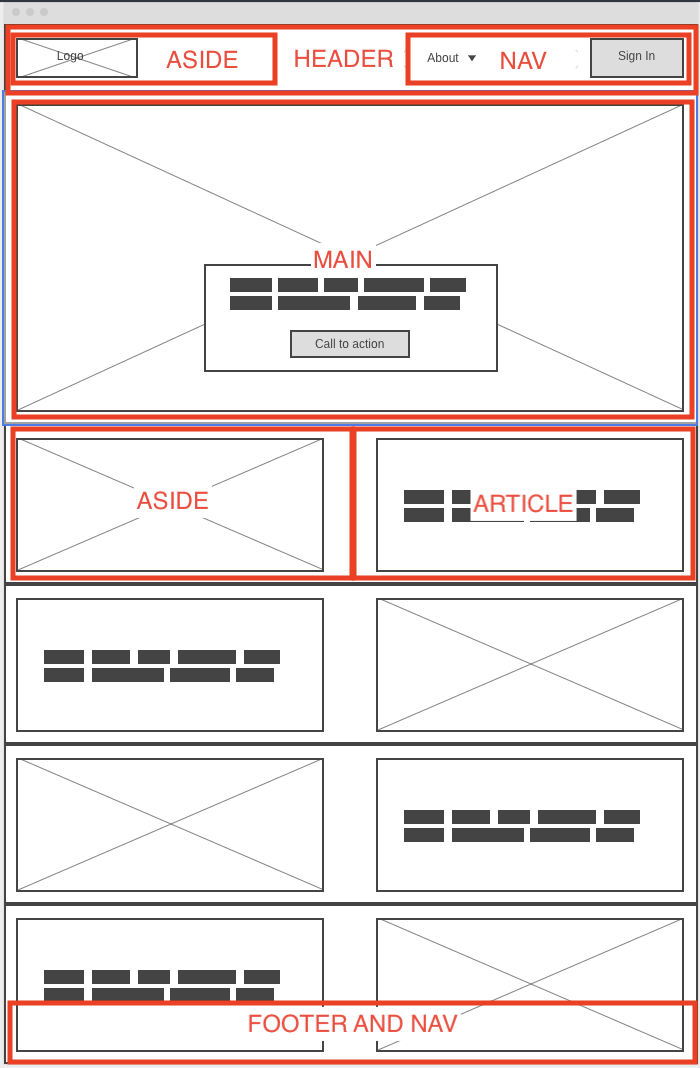 Logo
ASIDE
HEADER
About
NAV
Sign In
MAIN
Call to action
ASIDE
ARTICLE
FOOTER AND NAV